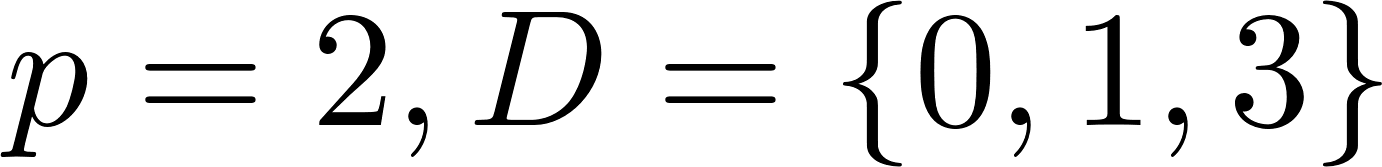 p = 2, D = {0, 1, 3}